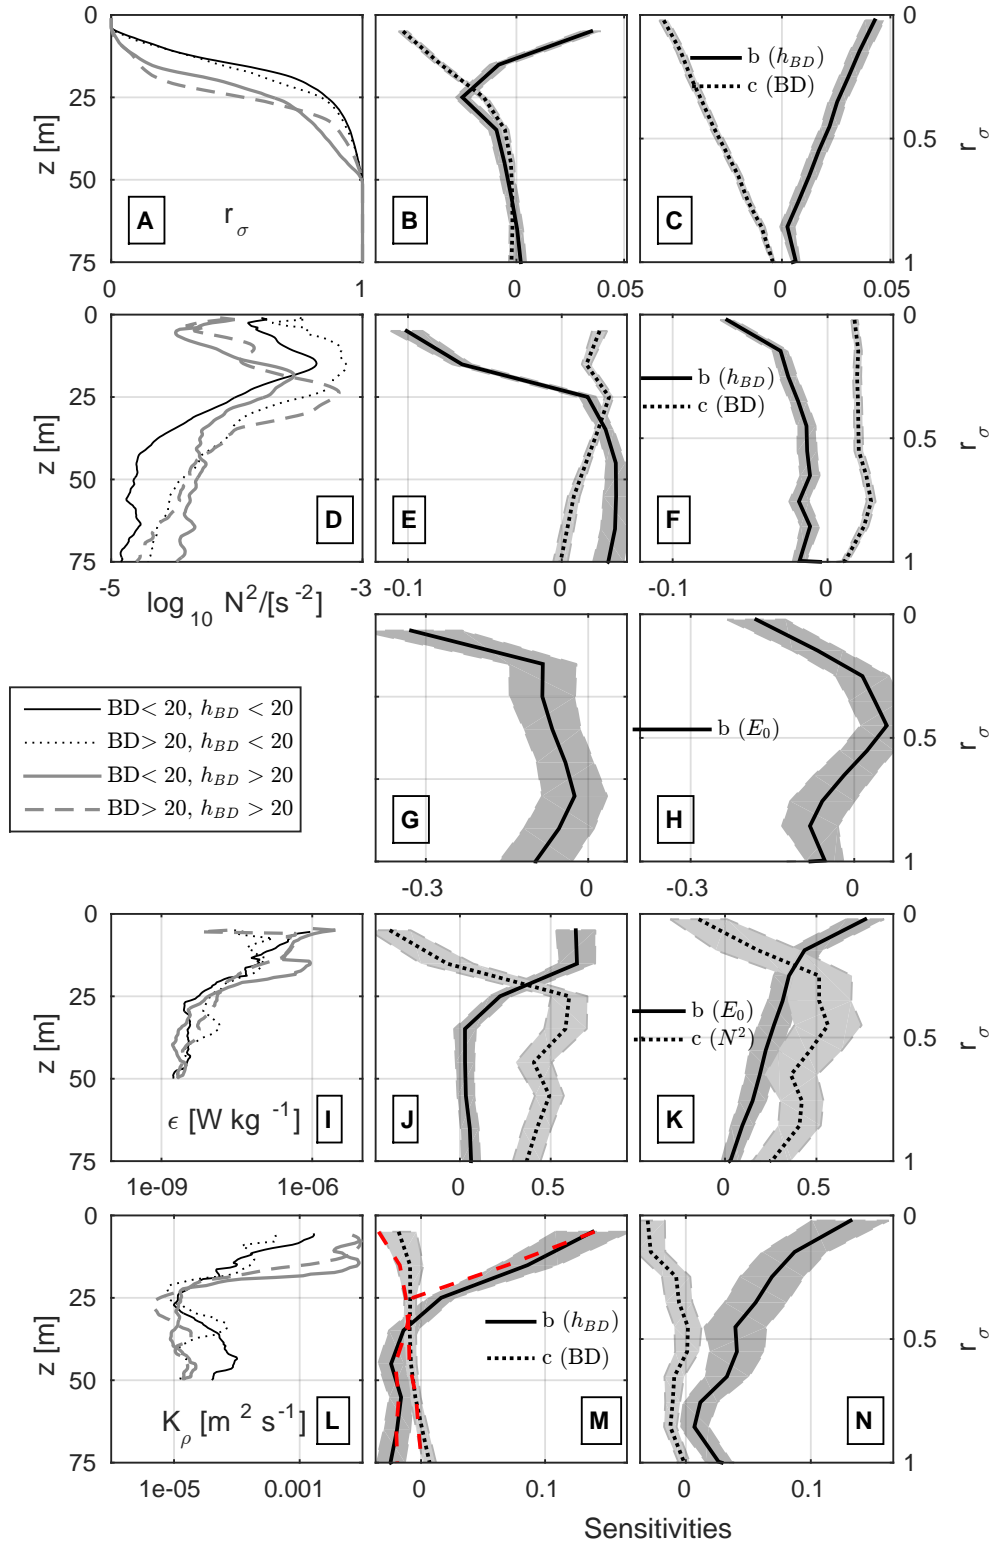 0
25
50
75
z [m]
A
r σ
0
1
B
0
0.05
b (h_BD)
c (BD)
C
0
0.05
0
0.5
1
r σ
0
25
50
75
z [m]
D
-5
-3
log10 N²/[s⁻²]
E
-0.1
0
b (h_BD)
c (BD)
F
-0.1
0
0
0.5
1
r σ
BD< 20, h_BD < 20
BD> 20, h_BD < 20
BD< 20, h_BD > 20
BD> 20, h_BD > 20
G
-0.3
0
b (E₀)
H
-0.3
0
0
0.5
1
r σ
0
25
50
75
z [m]
ϵ [W kg⁻¹]
I
1e-09
1e-06
J
0
0.5
b (E₀)
c (N²)
K
0
0.5
0
0.5
1
r σ
0
25
50
75
z [m]
K ρ [m² s⁻¹]
L
1e-05
0.001
b (h_BD)
c (BD)
M
0
0.1
N
0
0.1
0
0.5
1
r σ
Sensitivities